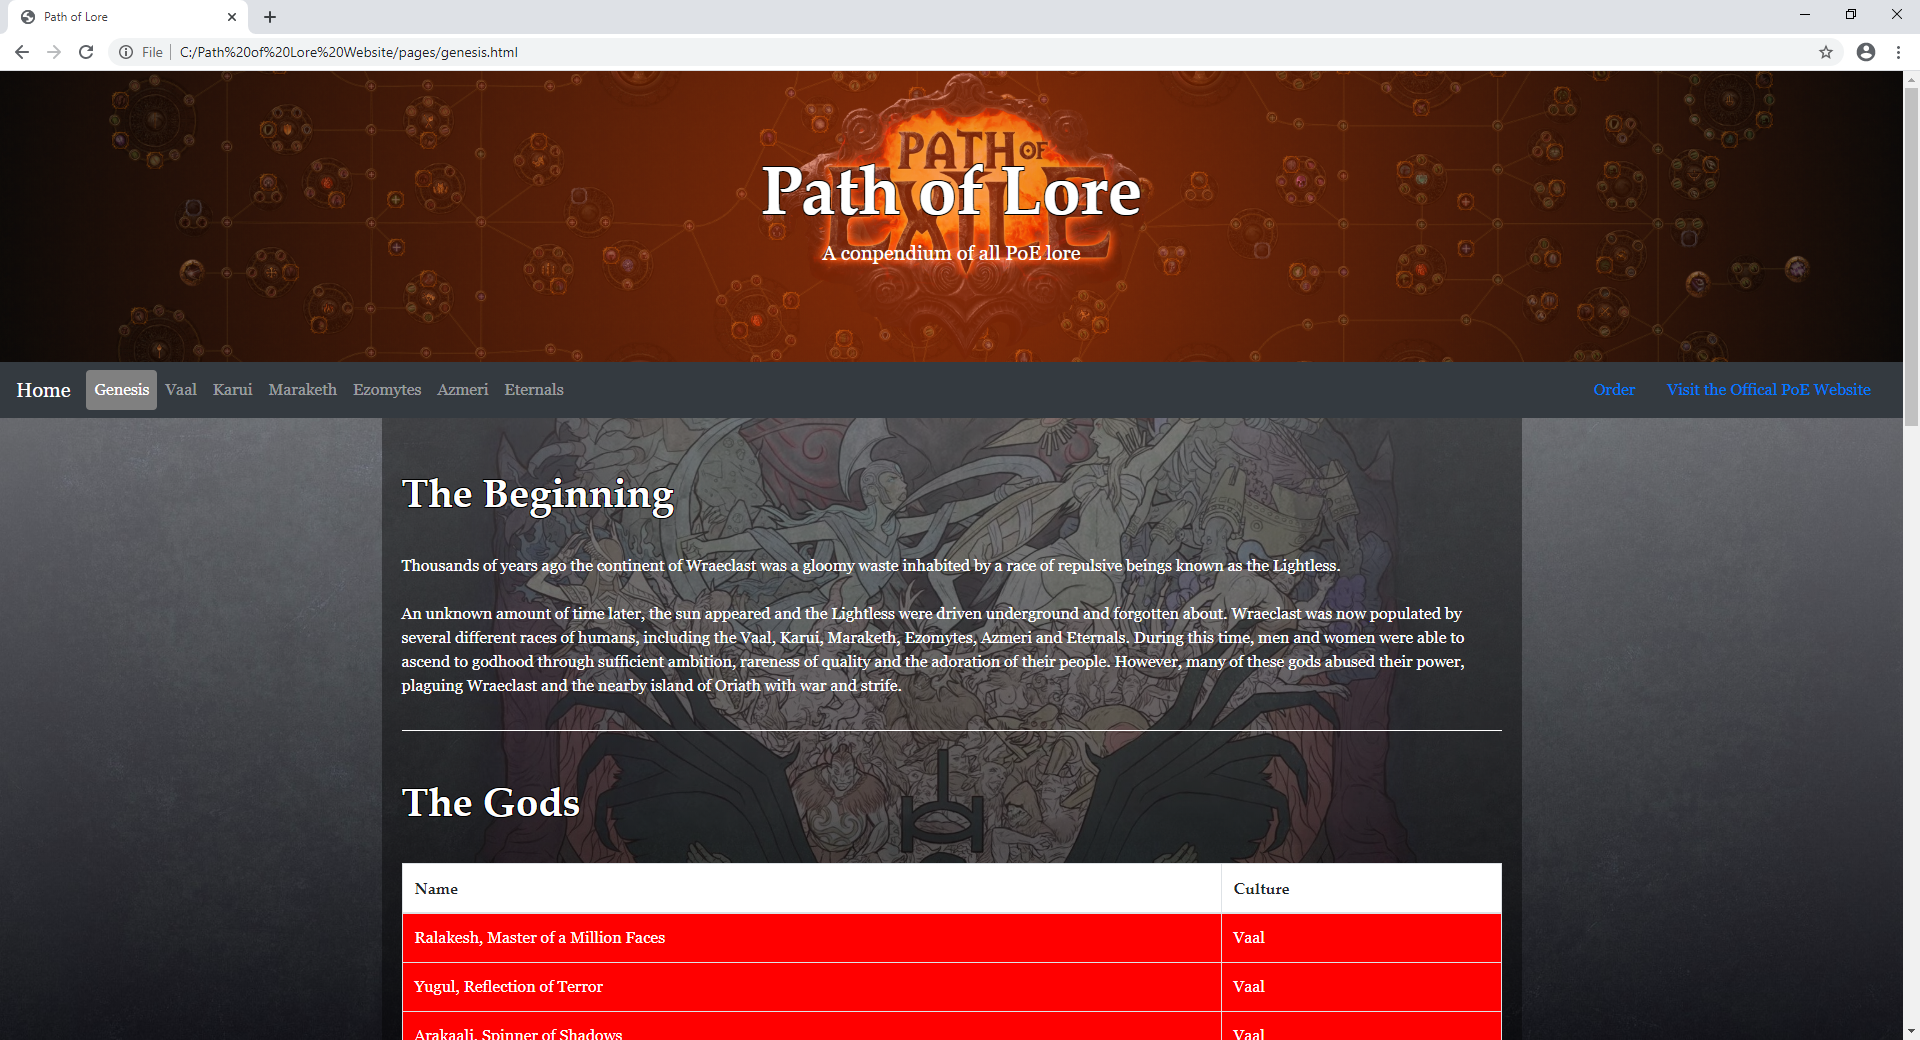 Path of Lore
File
C:/Path%20of%20Lore%20Website/pages/genesis.html
PATH OF
EXILE
Path of Lore
A conpendium of all PoE lore
Home Genesis Vaal Karui Maraketh Ezomytes Azmeri Eternals Order Visit the Offical PoE Website
The Beginning
Thousands of years ago the continent of Wraeclast was a gloomy waste inhabited by a race of repulsive beings known as the Lightless.
An unknown amount of time later, the sun appeared and the Lightless were driven underground and forgotten about. Wraeclast was now populated by
several different races of humans, including the Vaal, Karui, Maraketh, Ezomytes, Azmeri and Eternals. During this time, men and women were able to
ascend to godhood through sufficient ambition, rareness of quality and the adoration of their people. However, many of these gods abused their power,
plaguing Wraeclast and the nearby island of Oriath with war and strife.
The Gods
Name Culture
Ralakesh, Master of a Million Faces Vaal
Yugul, Reflection of Terror Vaal
Arakaali, Spinner of Shadows Vaal